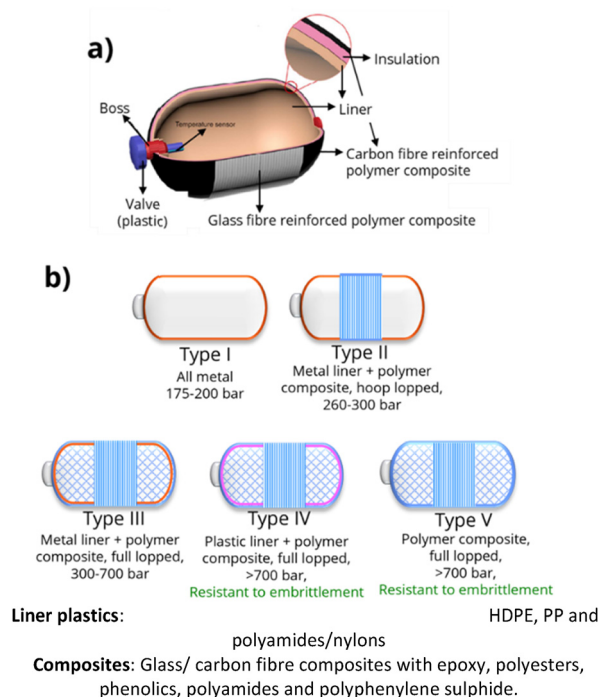 a)
Insulation
Liner
Boss
Temperature sensor
Carbon fibre reinforced
polymer composite
Valve
(plastic)
Glass fibre reinforced polymer composite
b)
Type I
All metal
175-200 bar
Type II
Metal liner + polymer
composite, hoop lopped,
260-300 bar
Type III
Metal liner + polymer
composite, full lopped,
300-700 bar
Type IV
Plastic liner + polymer
composite, full lopped,
>700 bar,
Resistant to embrittlement
Type V
Polymer composite,
full lopped,
>700 bar,
Resistant to embrittlement
Liner plastics: HDPE, PP and
polyamides/nylons
Composites: Glass/ carbon fibre composites with epoxy, polyesters,
phenolics, polyamides and polyphenylene sulphide.